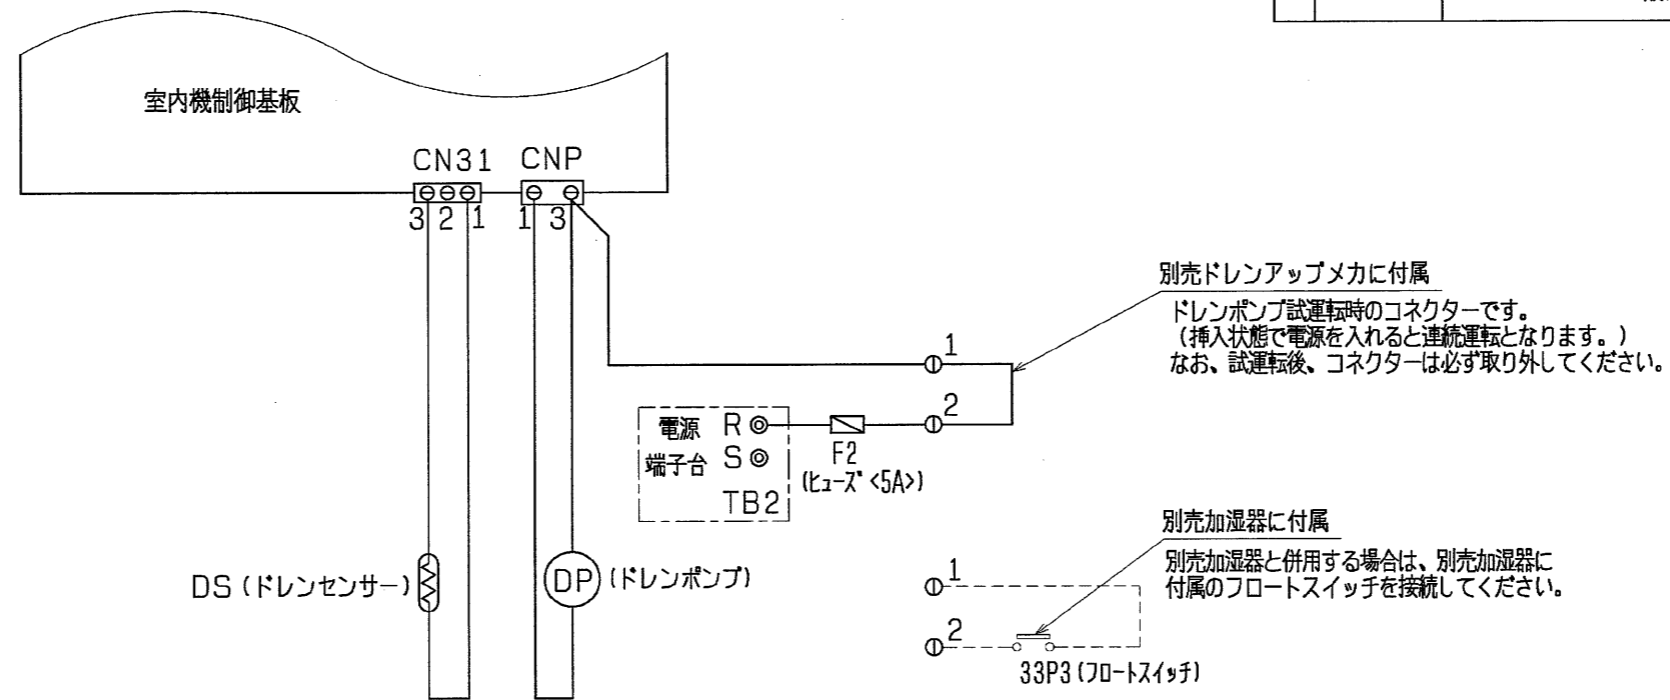 室内機制御基板
CN31 CNP
3 2 1 1 3
別売ドレンアップメカに付属
ドレンポンプ試運転時のコネクターです。
(挿入状態で電源を入れると連続運転となります。)
なお、試運転後、コネクターは必ず取り外してください。
1
2
電源 R
端子台 S
TB2
F2
(ヒューズ<5A>)
別売加湿器に付属
別売加湿器と併用する場合は、別売加湿器に
付属のフロートスイッチを接続してください。
DS(ドレンセンサー)
DP(ドレンポンプ)
1
2
33P3(フロートスイッチ)